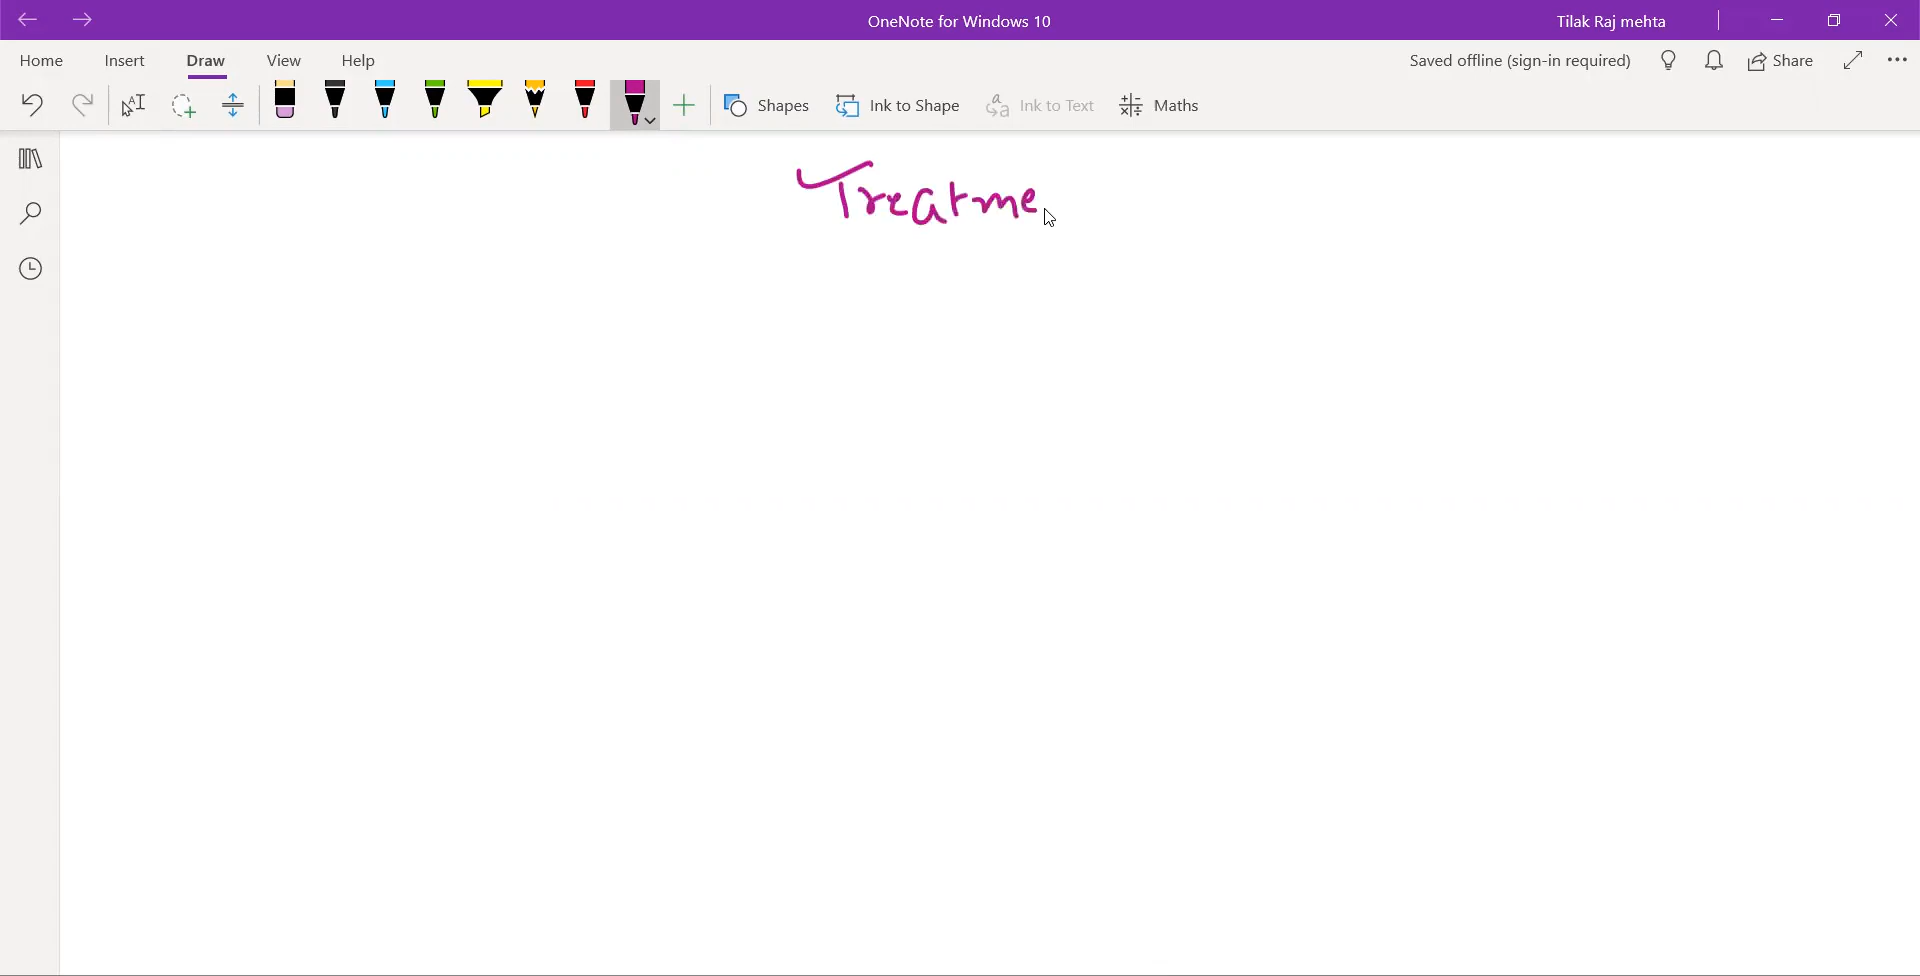 OneNote for Windows 10
Tilak Raj mehta
Home Insert Draw View Help
Saved offline (sign-in required) Share
Shapes Ink to Shape Ink to Text Maths
Treatme